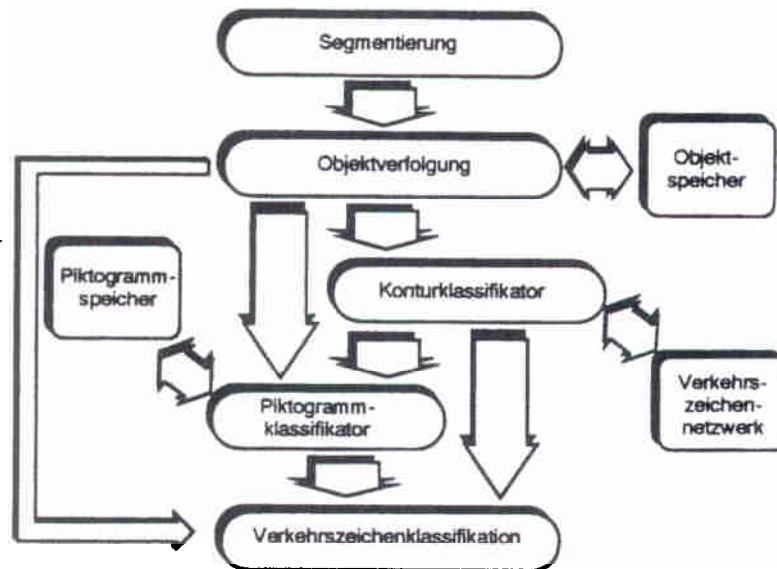 Segmentierung
Objektverfolgung
Objekt-
speicher
Piktogramm-
speicher
Konturklassifikator
Piktogramm-
klassifikator
Verkehrs-
zeichen-
netzwerk
Verkehrszeichenklassifikation